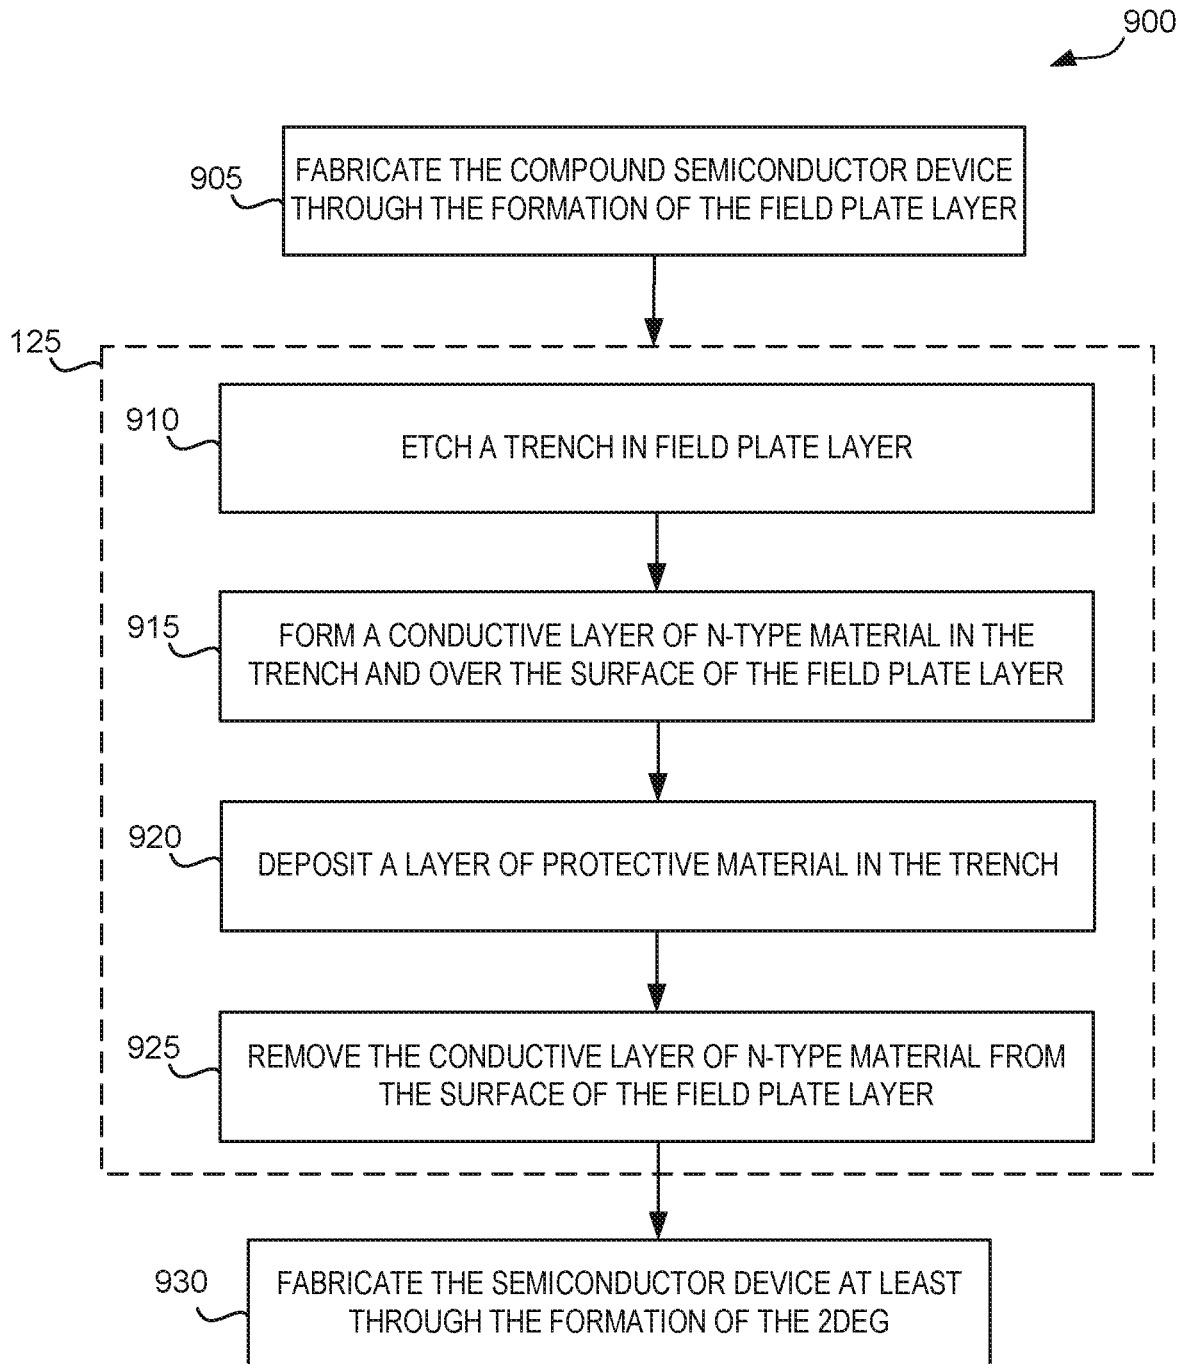 900
905
FABRICATE THE COMPOUND SEMICONDUCTOR DEVICE
THROUGH THE FORMATION OF THE FIELD PLATE LAYER
125
910
ETCH A TRENCH IN FIELD PLATE LAYER
915
FORM A CONDUCTIVE LAYER OF N-TYPE MATERIAL IN THE
TRENCH AND OVER THE SURFACE OF THE FIELD PLATE LAYER
920
DEPOSIT A LAYER OF PROTECTIVE MATERIAL IN THE TRENCH
925
REMOVE THE CONDUCTIVE LAYER OF N-TYPE MATERIAL FROM
THE SURFACE OF THE FIELD PLATE LAYER
930
FABRICATE THE SEMICONDUCTOR DEVICE AT LEAST
THROUGH THE FORMATION OF THE 2DEG